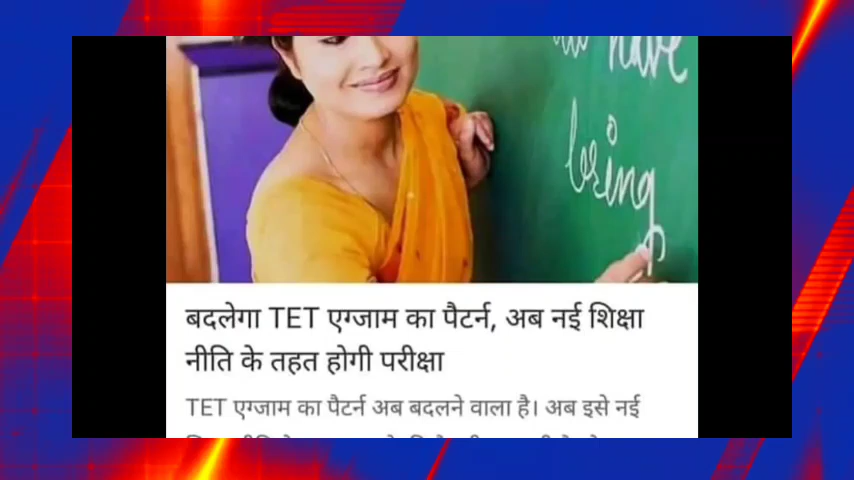 have
bring
बदलेगा TET एग्जाम का पैटर्न, अब नई शिक्षा
नीति के तहत होगी परीक्षा
TET एग्जाम का पैटर्न अब बदलने वाला है। अब इसे नई